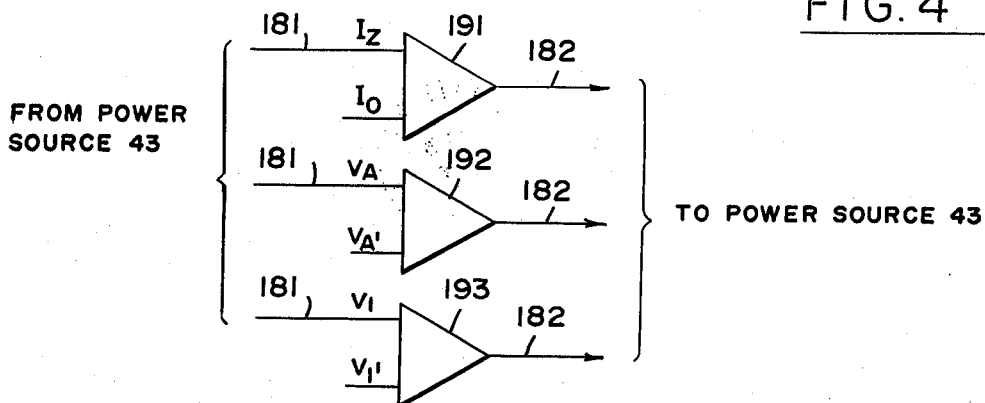 FIG. 4
181 IZ 191 182
IO
FROM POWER
SOURCE 43
181 VA 192 182
VA'
TO POWER SOURCE 43
181 V1 193 182
V1'